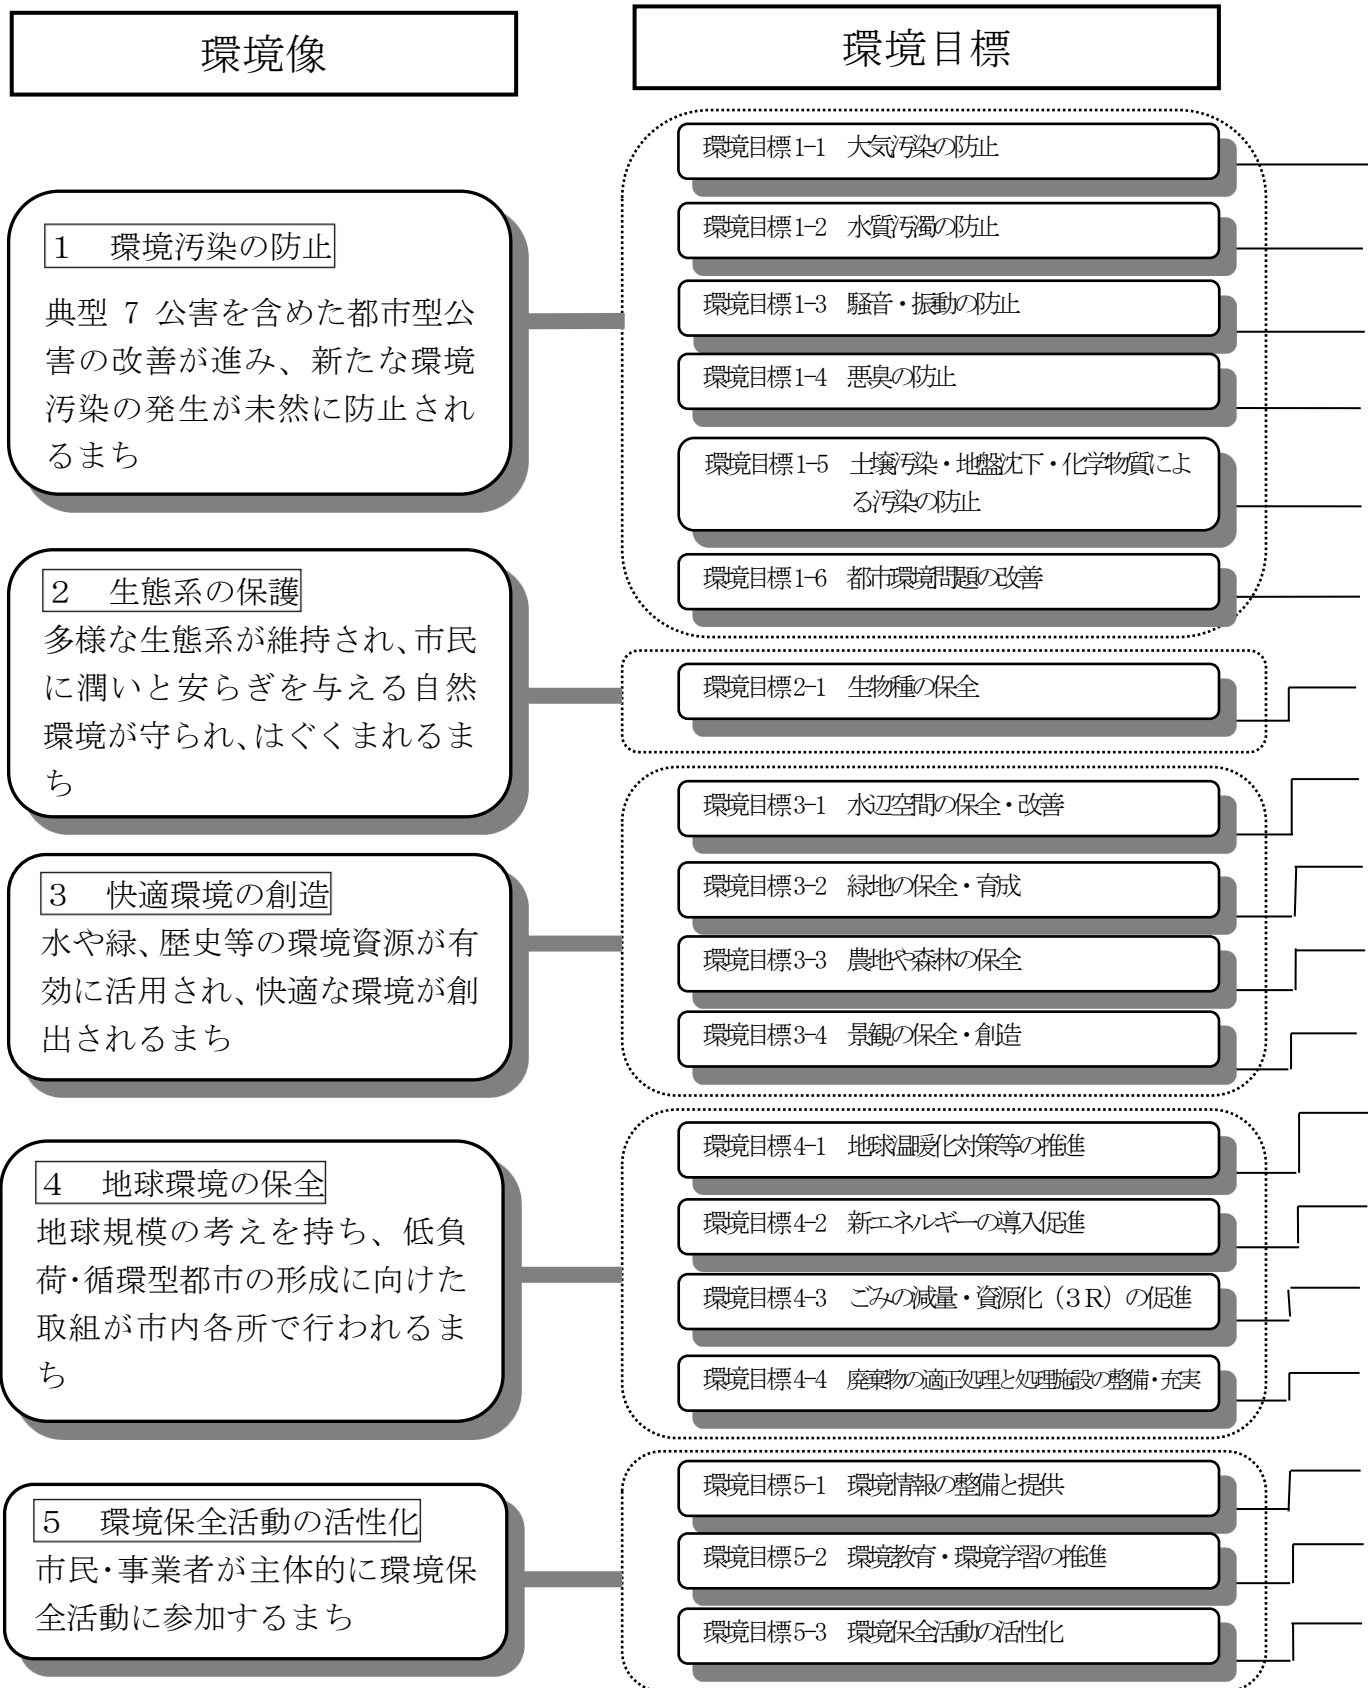 環境像
環境目標
1　環境汚染の防止
典型 7 公害を含めた都市型公
害の改善が進み、新たな環境
汚染の発生が未然に防止され
るまち
環境目標1-1　大気汚染の防止
環境目標1-2　水質汚濁の防止
環境目標1-3　騒音・振動の防止
環境目標1-4　悪臭の防止
環境目標1-5　土壌汚染・地盤沈下・化学物質によ
る汚染の防止
環境目標1-6　都市環境問題の改善
2　生態系の保護
多様な生態系が維持され、市民
に潤いと安らぎを与える自然
環境が守られ、はぐくまれるま
ち
環境目標2-1　生物種の保全
3　快適環境の創造
水や緑、歴史等の環境資源が有
効に活用され、快適な環境が創
出されるまち
環境目標3-1　水辺空間の保全・改善
環境目標3-2　緑地の保全・育成
環境目標3-3　農地や森林の保全
環境目標3-4　景観の保全・創造
4　地球環境の保全
地球規模の考えを持ち、低負
荷・循環型都市の形成に向けた
取組が市内各所で行われるま
ち
環境目標4-1　地球温暖化対策等の推進
環境目標4-2　新エネルギーの導入促進
環境目標4-3　ごみの減量・資源化（３Ｒ）の促進
環境目標4-4　廃棄物の適正処理と処理施設の整備・充実
5　環境保全活動の活性化
市民・事業者が主体的に環境保
全活動に参加するまち
環境目標5-1　環境情報の整備と提供
環境目標5-2　環境教育・環境学習の推進
環境目標5-3　環境保全活動の活性化